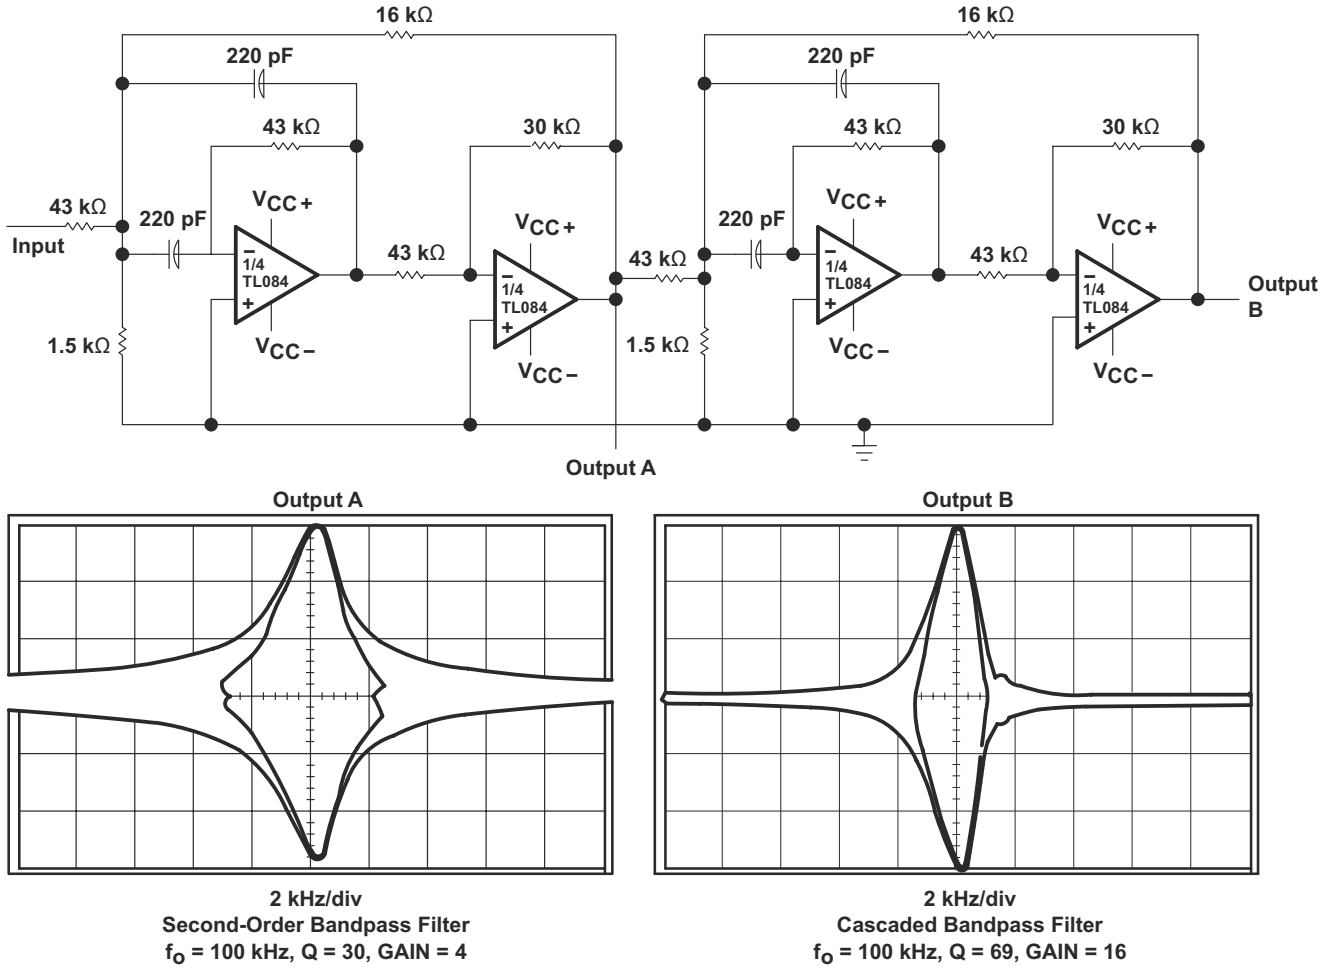 16 kΩ
16 kΩ
220 pF
220 pF
43 kΩ
30 kΩ
43 kΩ
30 kΩ
43 kΩ
Input
220 pF
VCC+
VCC+
220 pF
VCC+
VCC+
−
1/4
TL084
+
43 kΩ
−
1/4
TL084
+
43 kΩ
−
1/4
TL084
+
43 kΩ
−
1/4
TL084
+
Output
B
1.5 kΩ
VCC−
VCC−
1.5 kΩ
VCC−
VCC−
Output A
Output A
Output B
2 kHz/div
Second-Order Bandpass Filter
fo = 100 kHz, Q = 30, GAIN = 4
2 kHz/div
Cascaded Bandpass Filter
fo = 100 kHz, Q = 69, GAIN = 16